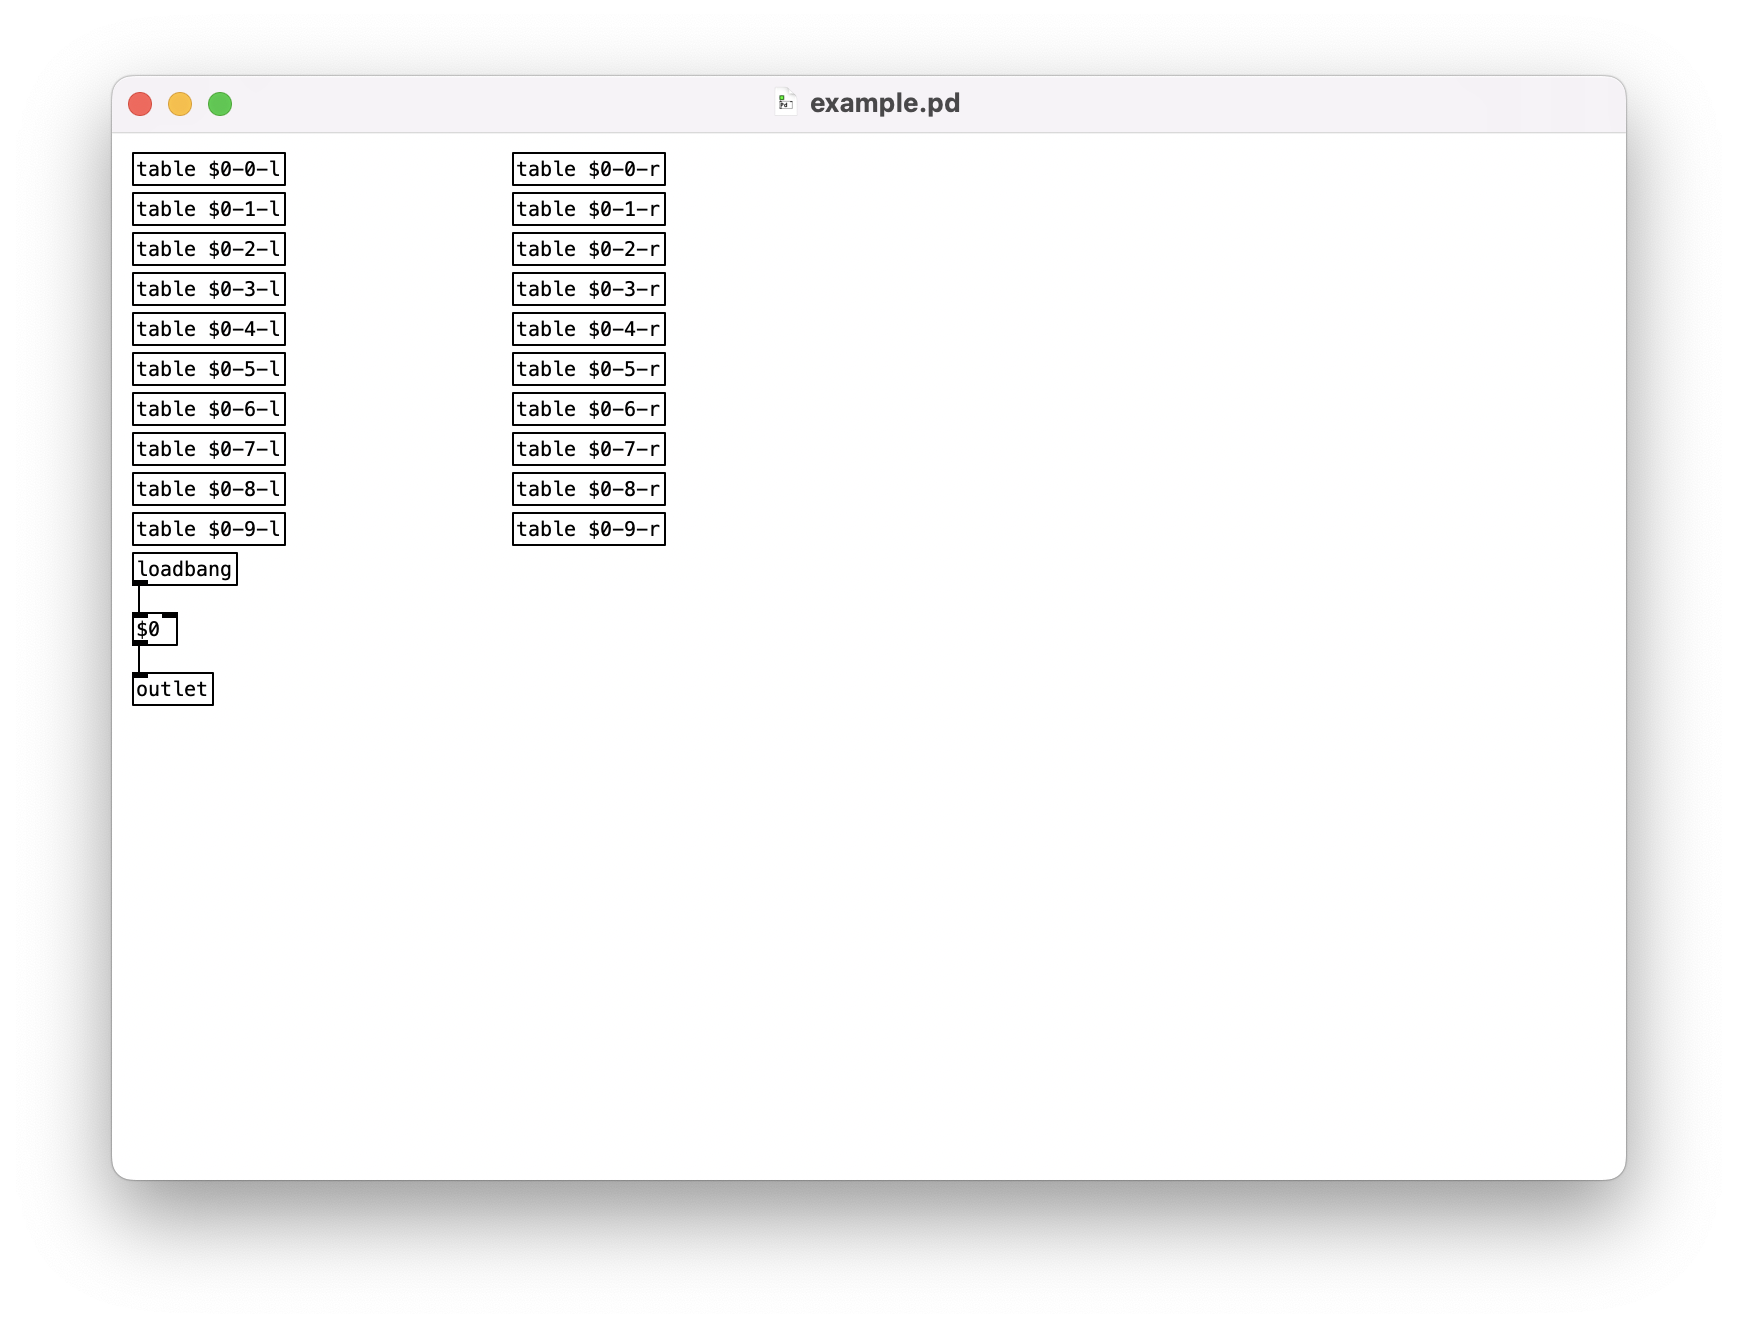 example.pd
table $0-0-l
table $0-0-r
table $0-1-l
table $0-1-r
table $0-2-l
table $0-2-r
table $0-3-l
table $0-3-r
table $0-4-l
table $0-4-r
table $0-5-l
table $0-5-r
table $0-6-l
table $0-6-r
table $0-7-l
table $0-7-r
table $0-8-l
table $0-8-r
table $0-9-l
table $0-9-r
loadbang
$0
outlet